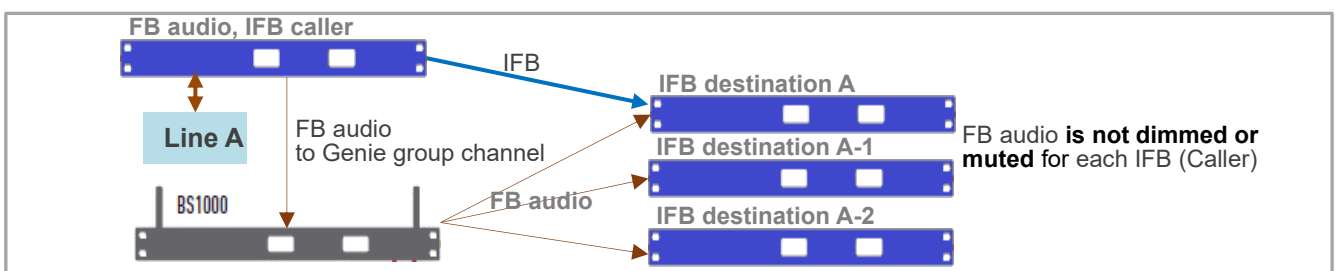 FB audio, IFB caller
IFB
IFB destination A
Line A
FB audio
to Genie group channel
FB audio is not dimmed or
muted for each IFB (Caller)
IFB destination A-1
BS1000
FB audio
IFB destination A-2